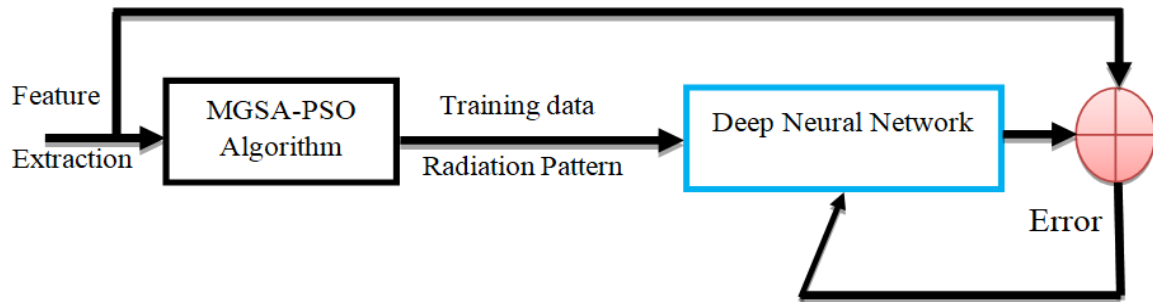 Feature
Extraction
MGSA-PSO
Algorithm
Training data
Radiation Pattern
Deep Neural Network
Error